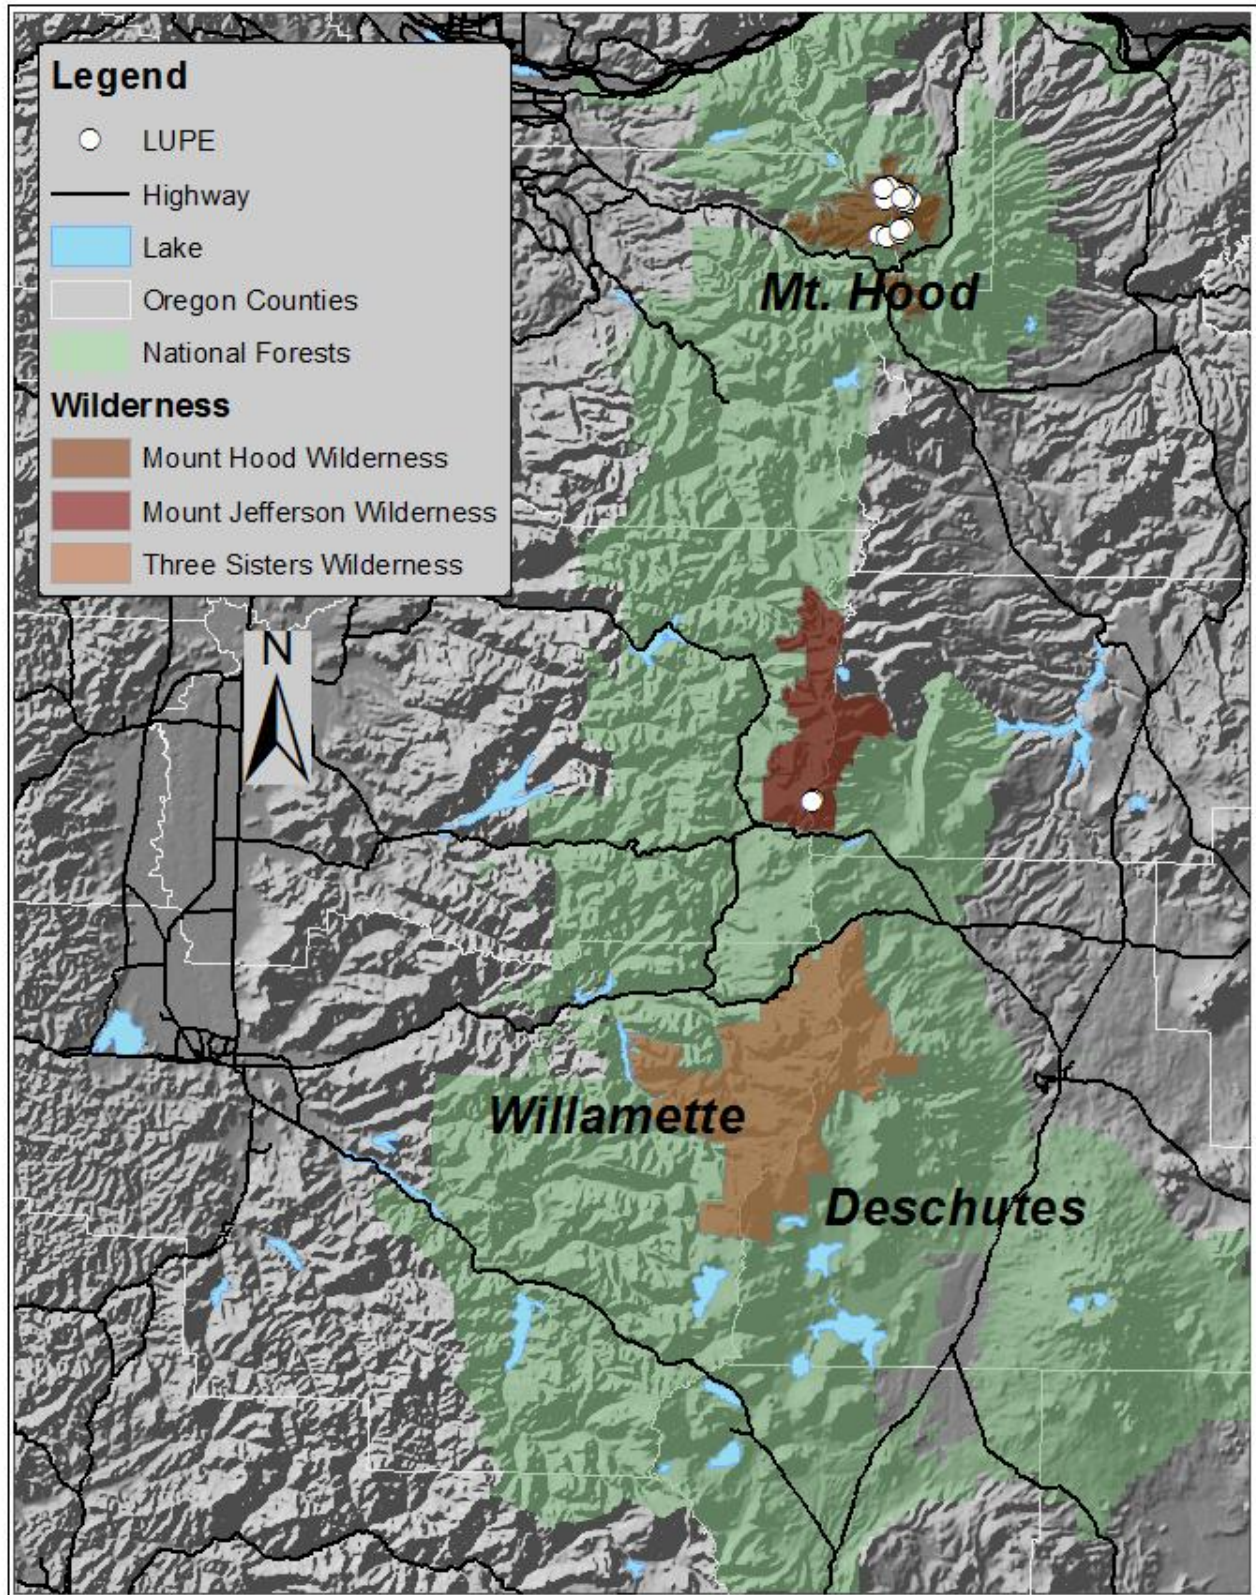 Legend
LUPE
Highway
Lake
Oregon Counties
National Forests
Wilderness
Mount Hood Wilderness
Mount Jefferson Wilderness
Three Sisters Wilderness
N
Mt. Hood
Willamette
Deschutes